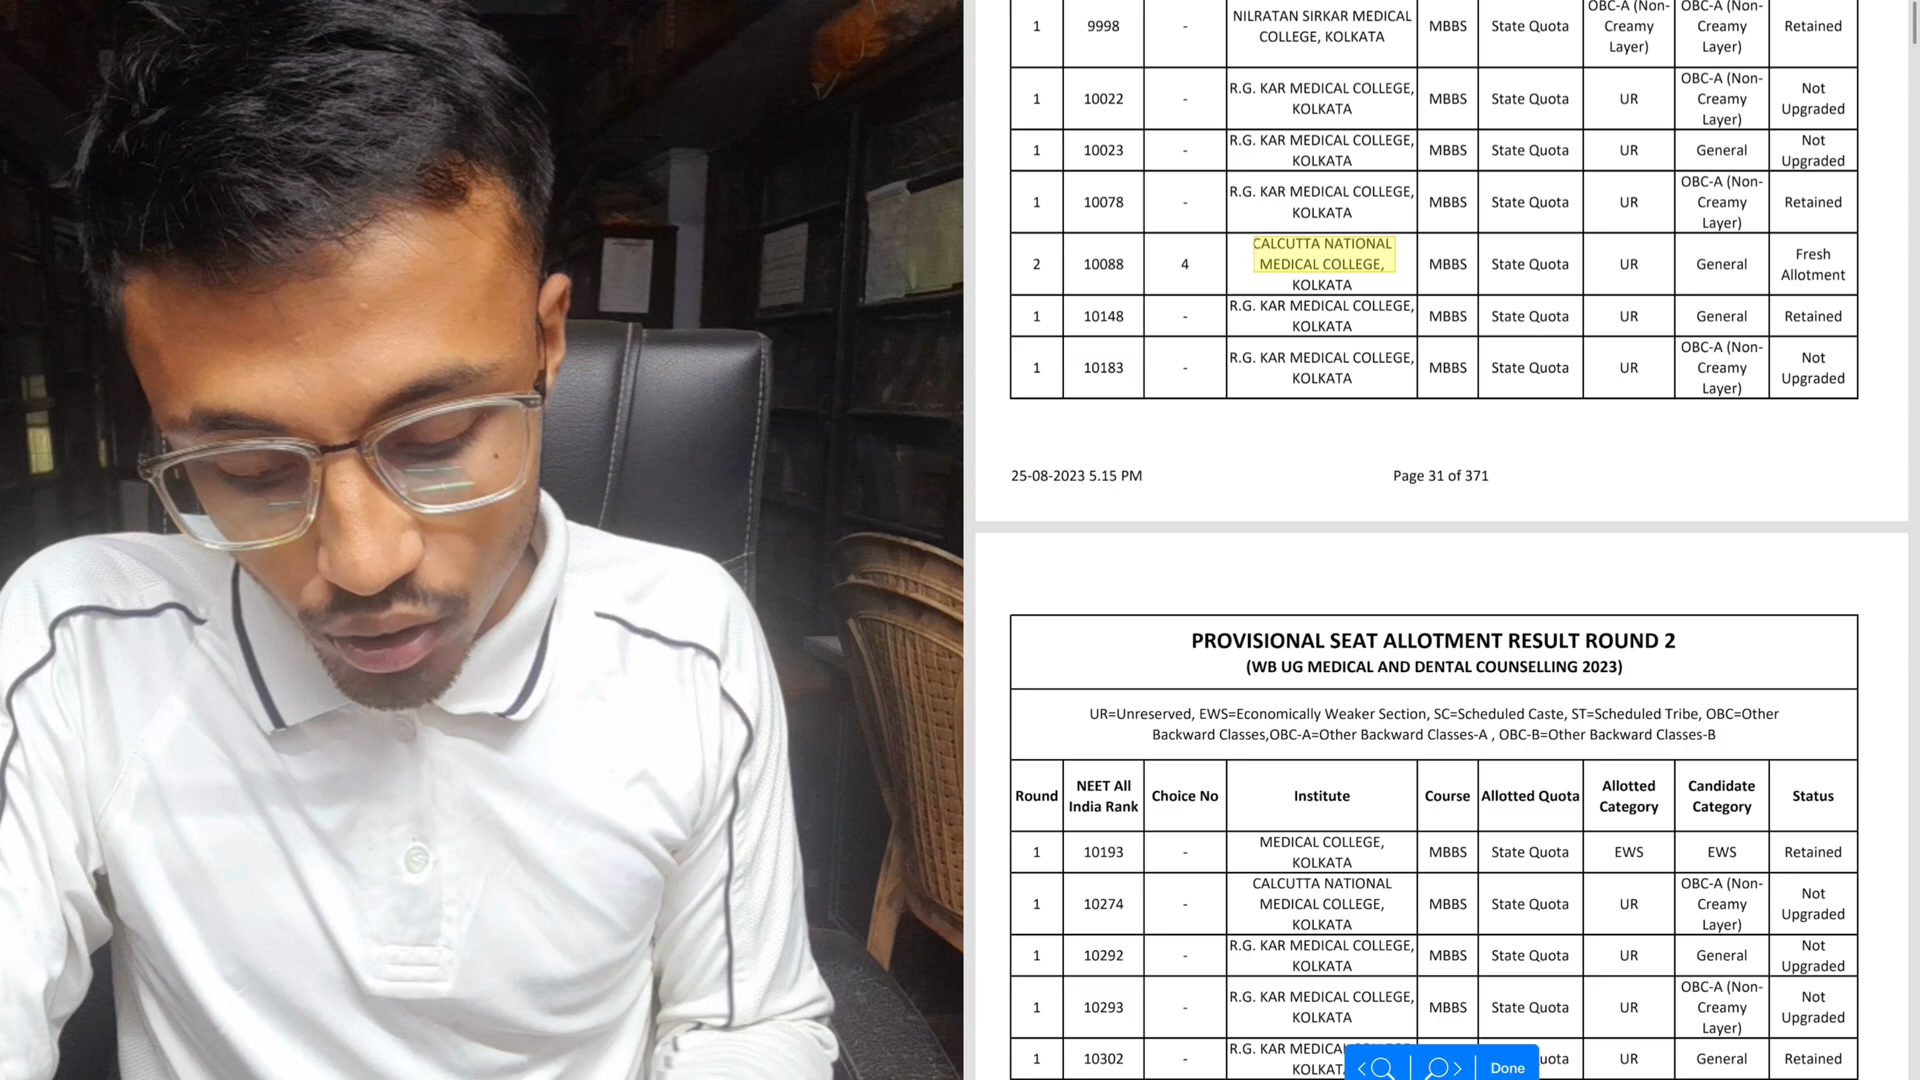 1 9998 - NILRATAN SIRKAR MEDICAL COLLEGE, KOLKATA MBBS State Quota OBC-A (Non-Creamy Layer) OBC-A (Non-Creamy Layer) Retained
1 10022 - R.G. KAR MEDICAL COLLEGE, KOLKATA MBBS State Quota UR OBC-A (Non-Creamy Layer) Not Upgraded
1 10023 - R.G. KAR MEDICAL COLLEGE, KOLKATA MBBS State Quota UR General Not Upgraded
1 10078 - R.G. KAR MEDICAL COLLEGE, KOLKATA MBBS State Quota UR OBC-A (Non-Creamy Layer) Retained
2 10088 4 CALCUTTA NATIONAL MEDICAL COLLEGE, KOLKATA MBBS State Quota UR General Fresh Allotment
1 10148 - R.G. KAR MEDICAL COLLEGE, KOLKATA MBBS State Quota UR General Retained
1 10183 - R.G. KAR MEDICAL COLLEGE, KOLKATA MBBS State Quota UR OBC-A (Non-Creamy Layer) Not Upgraded
25-08-2023 5.15 PM Page 31 of 371
PROVISIONAL SEAT ALLOTMENT RESULT ROUND 2
(WB UG MEDICAL AND DENTAL COUNSELLING 2023)
UR=Unreserved, EWS=Economically Weaker Section, SC=Scheduled Caste, ST=Scheduled Tribe, OBC=Other
Backward Classes,OBC-A=Other Backward Classes-A , OBC-B=Other Backward Classes-B
Round NEET All India Rank Choice No Institute Course Allotted Quota Allotted Category Candidate Category Status
1 10193 - MEDICAL COLLEGE, KOLKATA MBBS State Quota EWS EWS Retained
1 10274 - CALCUTTA NATIONAL MEDICAL COLLEGE, KOLKATA MBBS State Quota UR OBC-A (Non-Creamy Layer) Not Upgraded
1 10292 - R.G. KAR MEDICAL COLLEGE, KOLKATA MBBS State Quota UR General Not Upgraded
1 10293 - R.G. KAR MEDICAL COLLEGE, KOLKATA MBBS State Quota UR OBC-A (Non-Creamy Layer) Not Upgraded
1 10302 - R.G. KAR UR General Retained
Done